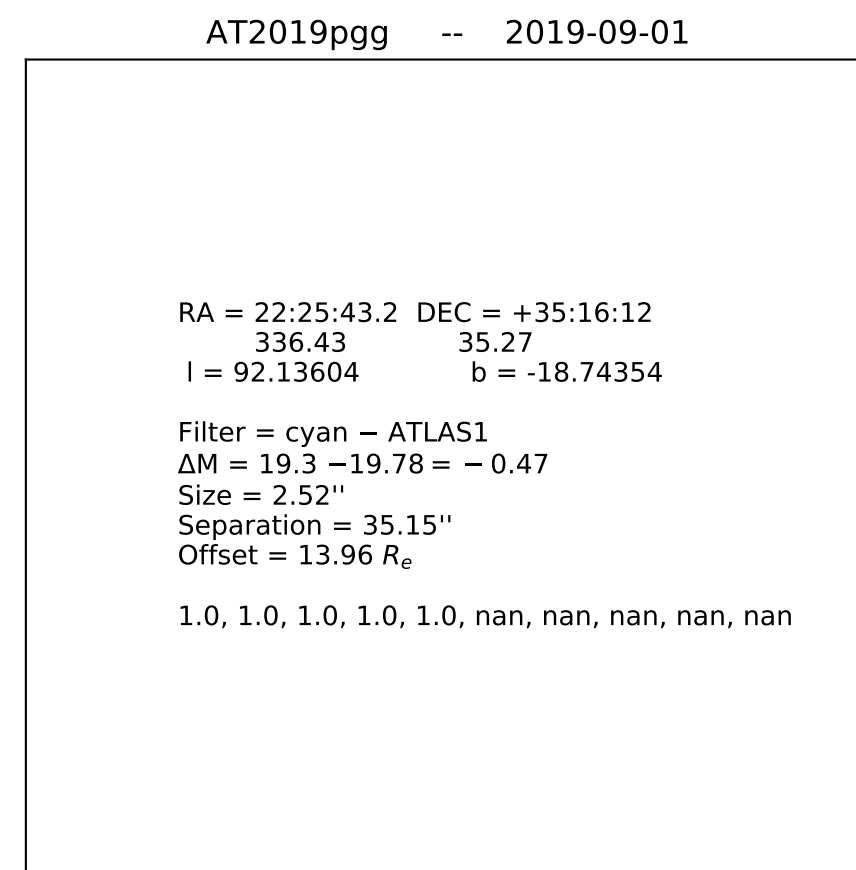 AT2019pgg -- 2019-09-01
RA = 22:25:43.2 DEC = +35:16:12
336.43 35.27
l = 92.13604 b = -18.74354
Filter = cyan − ATLAS1
ΔM = 19.3 −19.78 = − 0.47
Size = 2.52''
Separation = 35.15''
Offset = 13.96 Re
1.0, 1.0, 1.0, 1.0, 1.0, nan, nan, nan, nan, nan